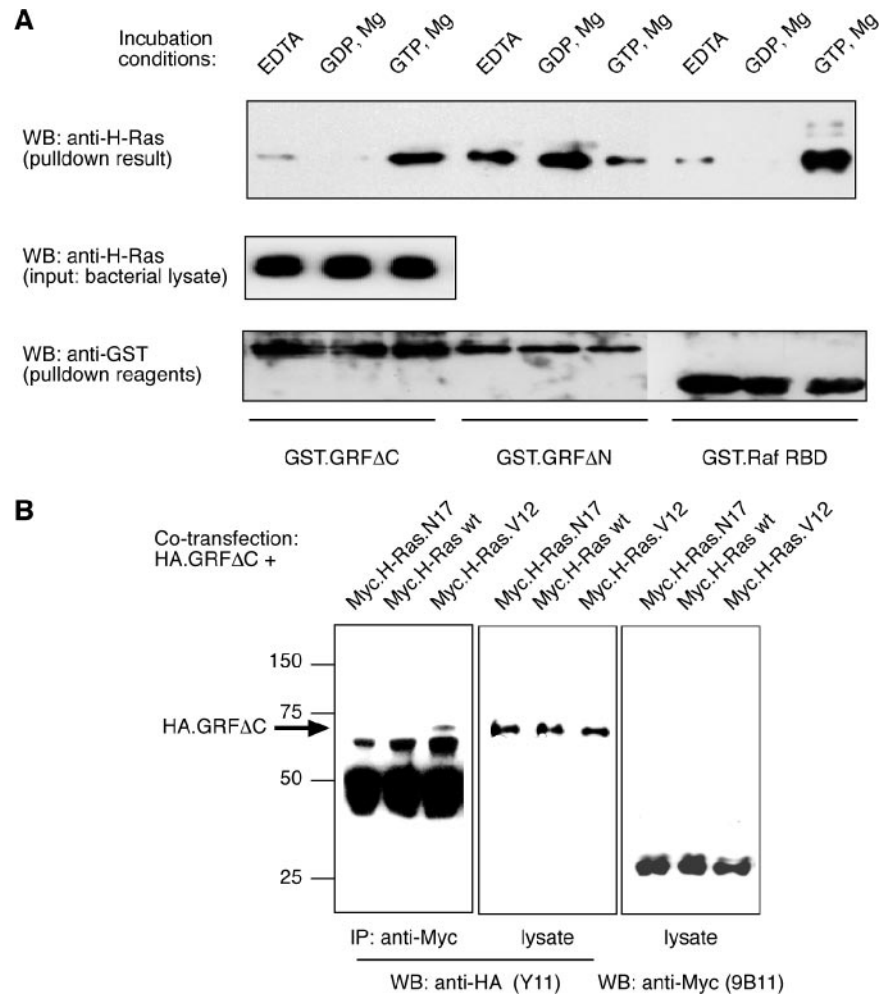 A
Incubation
conditions:
EDTA
GDP, Mg
GTP, Mg
EDTA
GDP, Mg
GTP, Mg
EDTA
GDP, Mg
GTP, Mg
WB: anti-H-Ras
(pulldown result)
WB: anti-H-Ras
(input: bacterial lysate)
WB: anti-GST
(pulldown reagents)
GST.GRFΔC
GST.GRFΔN
GST.Raf RBD
B
Co-transfection:
HA.GRFΔC +
Myc.H-Ras.N17
Myc.H-Ras wt
Myc.H-Ras.V12
Myc.H-Ras.N17
Myc.H-Ras wt
Myc.H-Ras.V12
Myc.H-Ras.N17
Myc.H-Ras wt
Myc.H-Ras.V12
150
75
HA.GRFΔC
50
25
IP: anti-Myc
lysate
lysate
WB: anti-HA (Y11)
WB: anti-Myc (9B11)